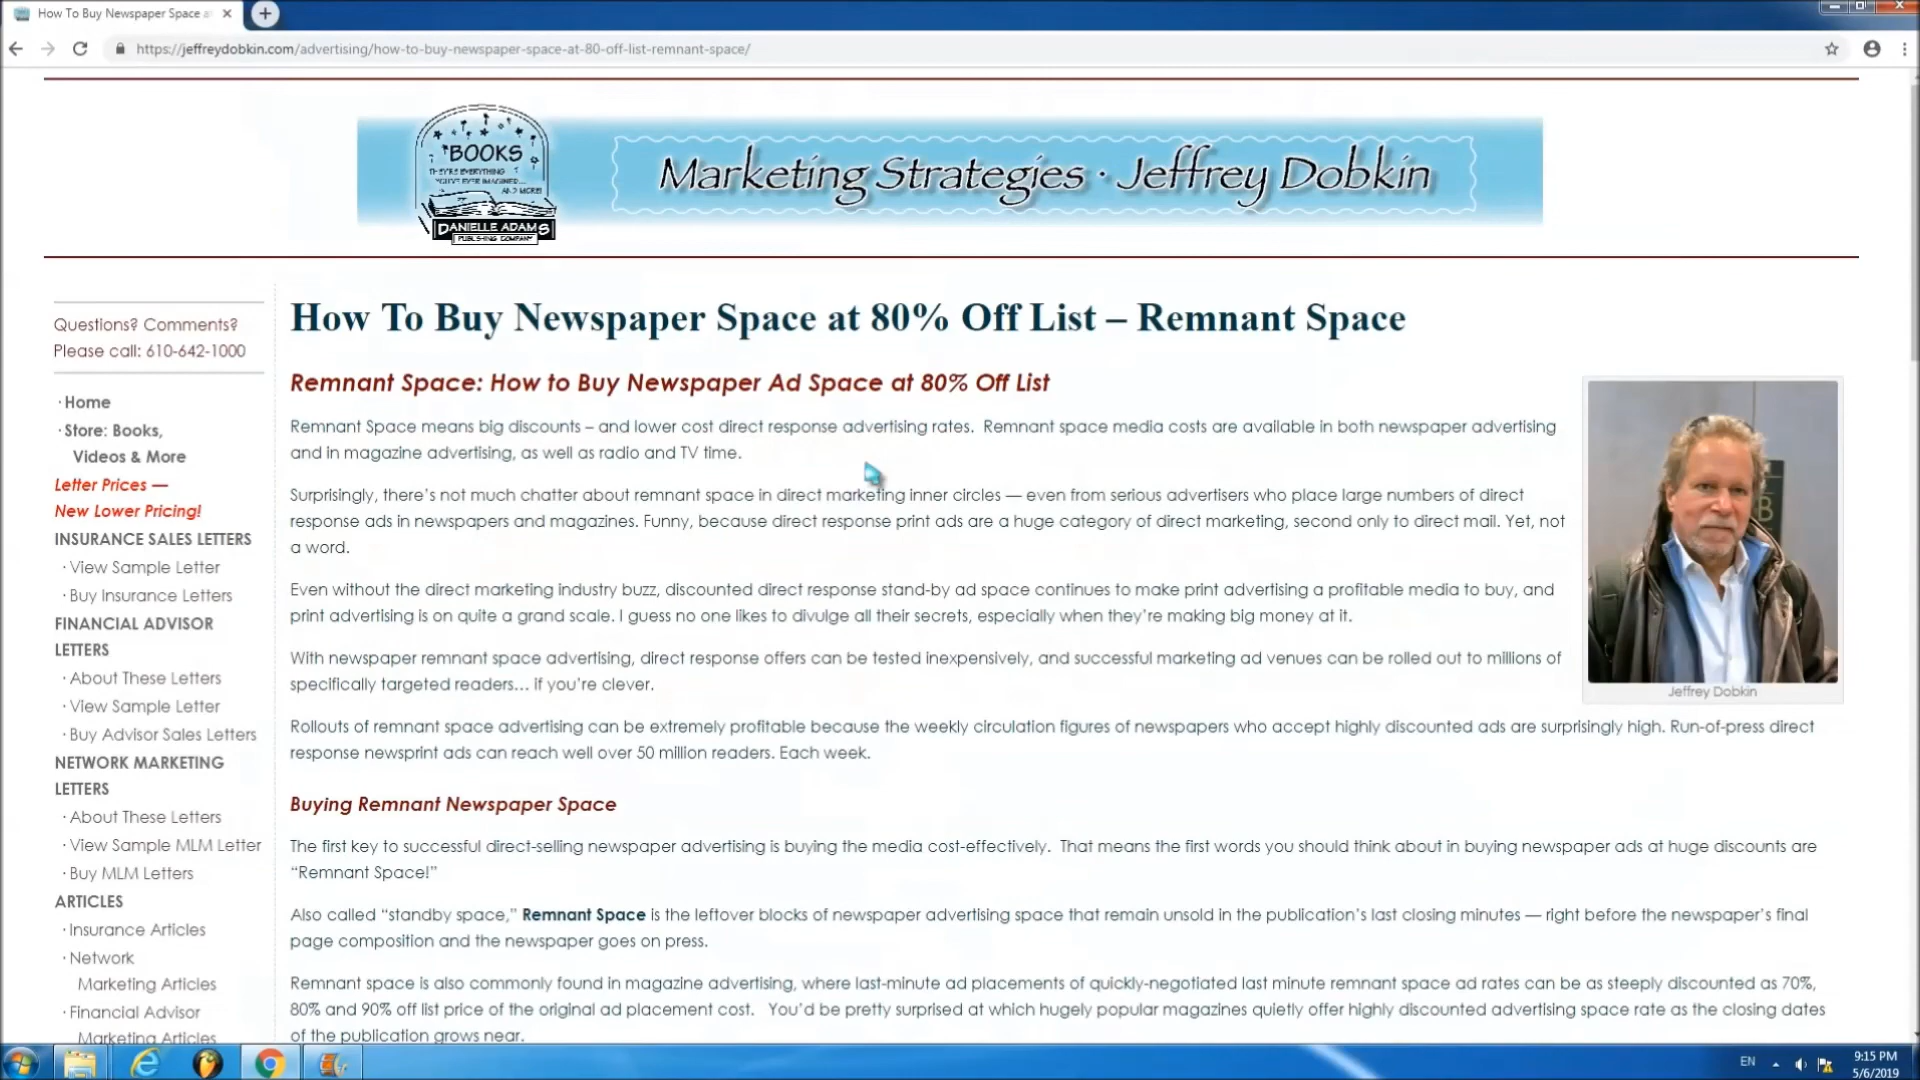 How To Buy Newspaper Space a
https://jeffreydobkin.com/advertising/how-to-buy-newspaper-space-at-80-off-list-remnant-space/
BOOKS
AND MORE!
DANIELLE ADAMS
PUBLISHING COMPANY
Marketing Strategies · Jeffrey Dobkin
Questions? Comments?
Please call: 610-642-1000
· Home
· Store: Books,
Videos & More
Letter Prices —
New Lower Pricing!
INSURANCE SALES LETTERS
· View Sample Letter
· Buy Insurance Letters
FINANCIAL ADVISOR
LETTERS
· About These Letters
· View Sample Letter
· Buy Advisor Sales Letters
NETWORK MARKETING
LETTERS
· About These Letters
· View Sample MLM Letter
· Buy MLM Letters
ARTICLES
· Insurance Articles
· Network
Marketing Articles
· Financial Advisor
Marketing Articles
How To Buy Newspaper Space at 80% Off List – Remnant Space
Remnant Space: How to Buy Newspaper Ad Space at 80% Off List
Remnant Space means big discounts – and lower cost direct response advertising rates. Remnant space media costs are available in both newspaper advertising
and in magazine advertising, as well as radio and TV time.
Surprisingly, there's not much chatter about remnant space in direct marketing inner circles — even from serious advertisers who place large numbers of direct
response ads in newspapers and magazines. Funny, because direct response print ads are a huge category of direct marketing, second only to direct mail. Yet, not
a word.
Even without the direct marketing industry buzz, discounted direct response stand-by ad space continues to make print advertising a profitable media to buy, and
print advertising is on quite a grand scale. I guess no one likes to divulge all their secrets, especially when they're making big money at it.
With newspaper remnant space advertising, direct response offers can be tested inexpensively, and successful marketing ad venues can be rolled out to millions of
specifically targeted readers... if you're clever.
Jeffrey Dobkin
Rollouts of remnant space advertising can be extremely profitable because the weekly circulation figures of newspapers who accept highly discounted ads are surprisingly high. Run-of-press direct
response newsprint ads can reach well over 50 million readers. Each week.
Buying Remnant Newspaper Space
The first key to successful direct-selling newspaper advertising is buying the media cost-effectively. That means the first words you should think about in buying newspaper ads at huge discounts are
“Remnant Space!”
Also called “standby space,” Remnant Space is the leftover blocks of newspaper advertising space that remain unsold in the publication's last closing minutes — right before the newspaper's final
page composition and the newspaper goes on press.
Remnant space is also commonly found in magazine advertising, where last-minute ad placements of quickly-negotiated last minute remnant space ad rates can be as steeply discounted as 70%,
80% and 90% off list price of the original ad placement cost. You'd be pretty surprised at which hugely popular magazines quietly offer highly discounted advertising space rate as the closing dates
of the publication grows near.
EN
9:15 PM
5/6/2019